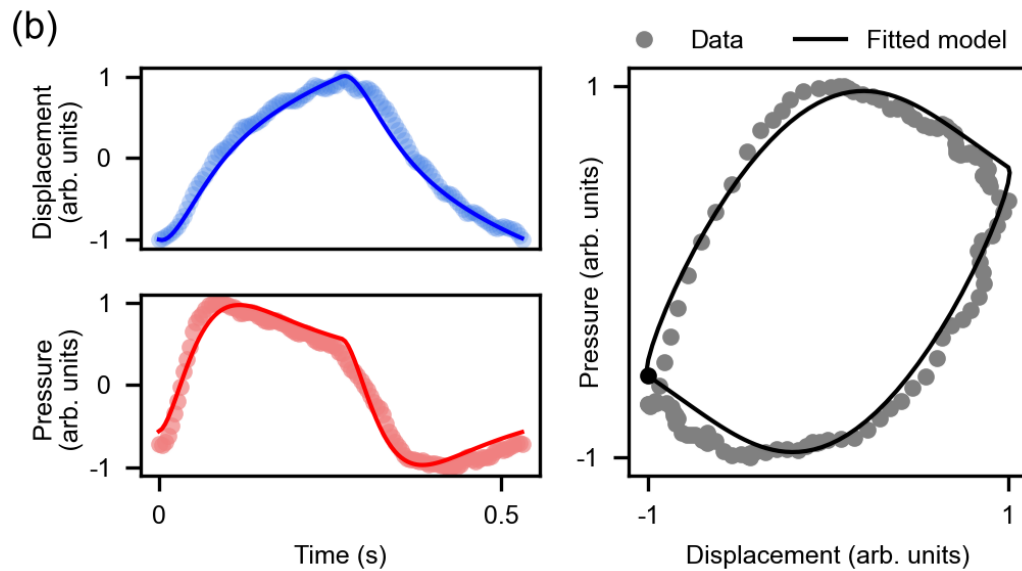 (b)
Displacement
(arb. units)
1
0
-1
Pressure
(arb. units)
1
0
-1
0
0.5
Time (s)
Data
Fitted model
Pressure (arb. units)
1
-1
-1
1
Displacement (arb. units)